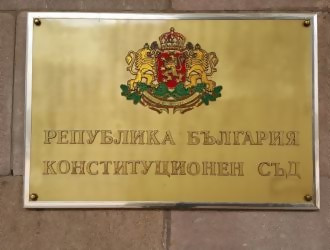 РЕПУБЛИКА БЪЛГАРИЯ
КОНСТИТУЦИОНЕН СЪД